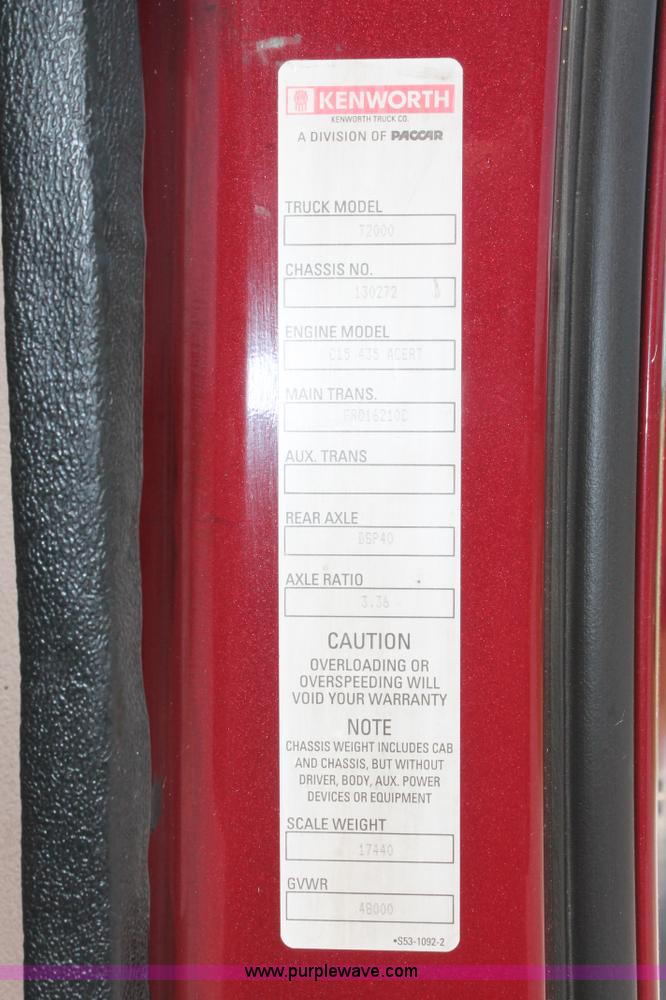 KENWORTH
KENWORTH TRUCK CO.
A DIVISION OF PACCAR
TRUCK MODEL
T2000
CHASSIS NO.
130272
ENGINE MODEL
C15 435 ACERT
MAIN TRANS.
FRO16210C
AUX. TRANS
REAR AXLE
DSP40
AXLE RATIO
3.36
CAUTION
OVERLOADING OR
OVERSPEEDING WILL
VOID YOUR WARRANTY
NOTE
CHASSIS WEIGHT INCLUDES CAB
AND CHASSIS, BUT WITHOUT
DRIVER, BODY, AUX. POWER
DEVICES OR EQUIPMENT
SCALE WEIGHT
17440
GVWR
48000
*S53-1092-2
www.purplewave.com